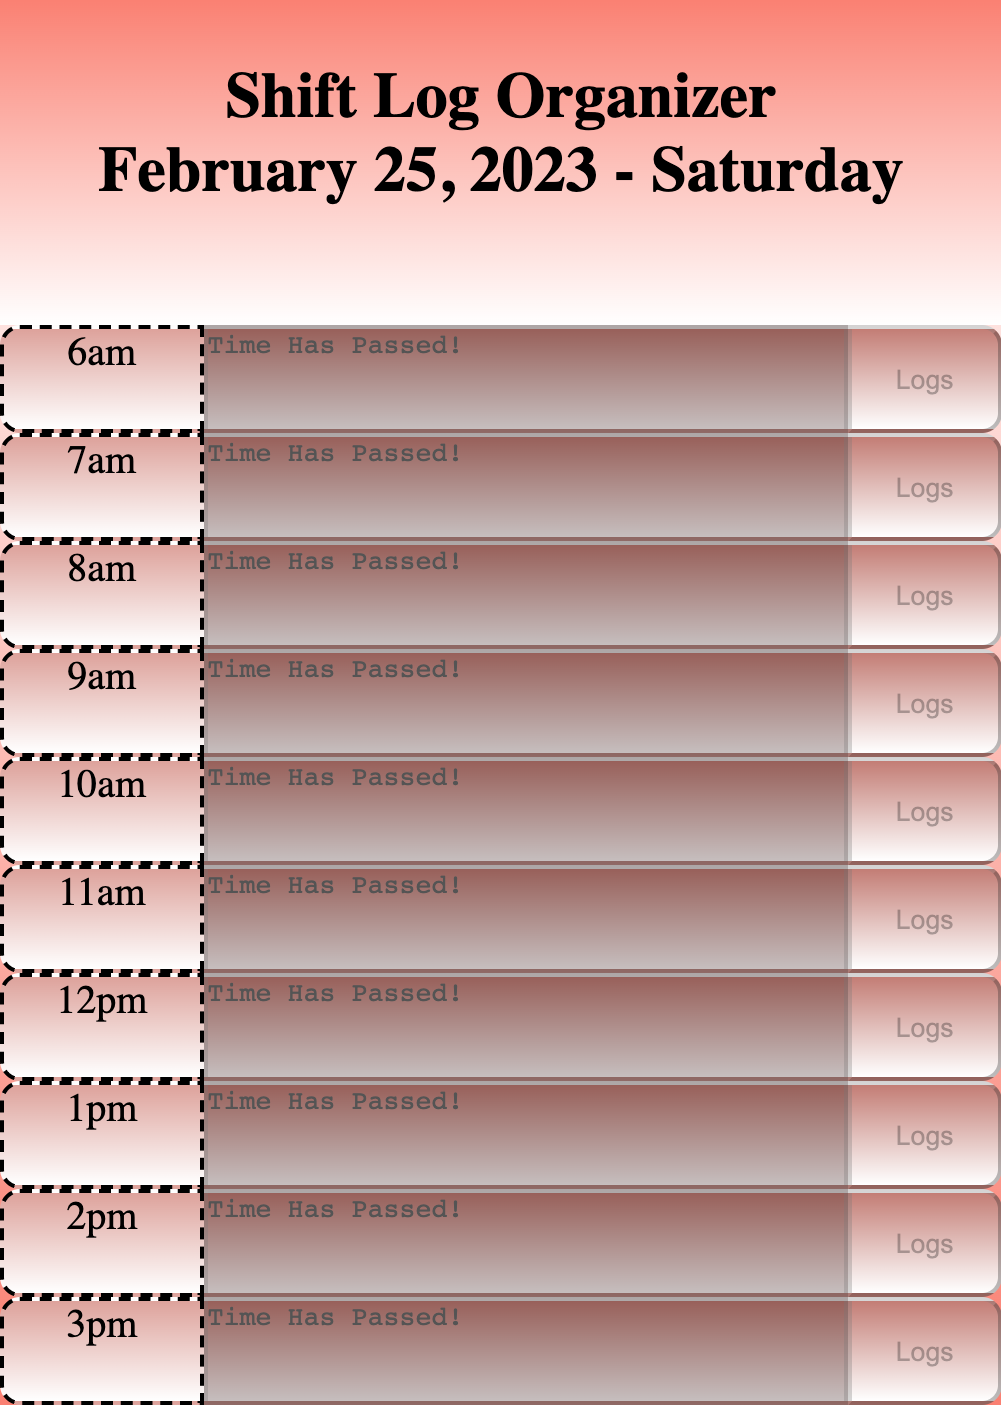 Shift Log Organizer
February 25, 2023 - Saturday
6am Time Has Passed! Logs
7am Time Has Passed! Logs
8am Time Has Passed! Logs
9am Time Has Passed! Logs
10am Time Has Passed! Logs
11am Time Has Passed! Logs
12pm Time Has Passed! Logs
1pm Time Has Passed! Logs
2pm Time Has Passed! Logs
3pm Time Has Passed! Logs